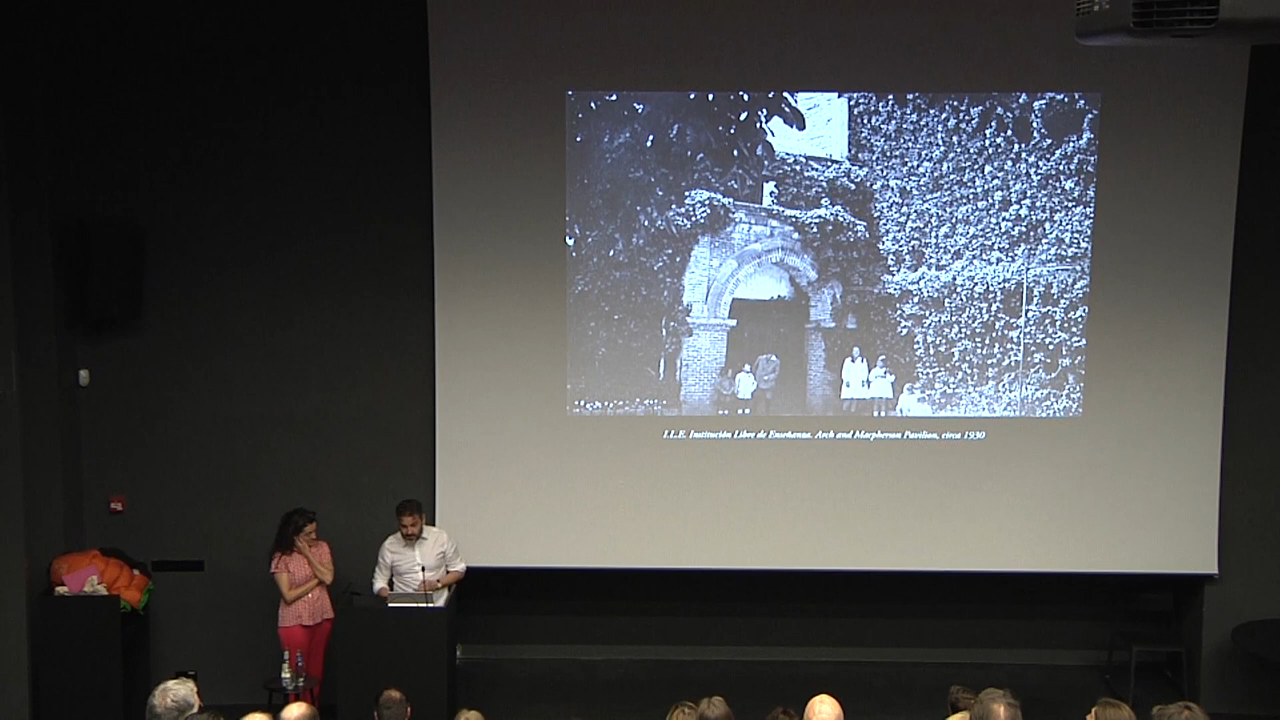 I.L.E. Institución Libre de Enseñanza. Arch and Macpherson Pavilion, circa 1930